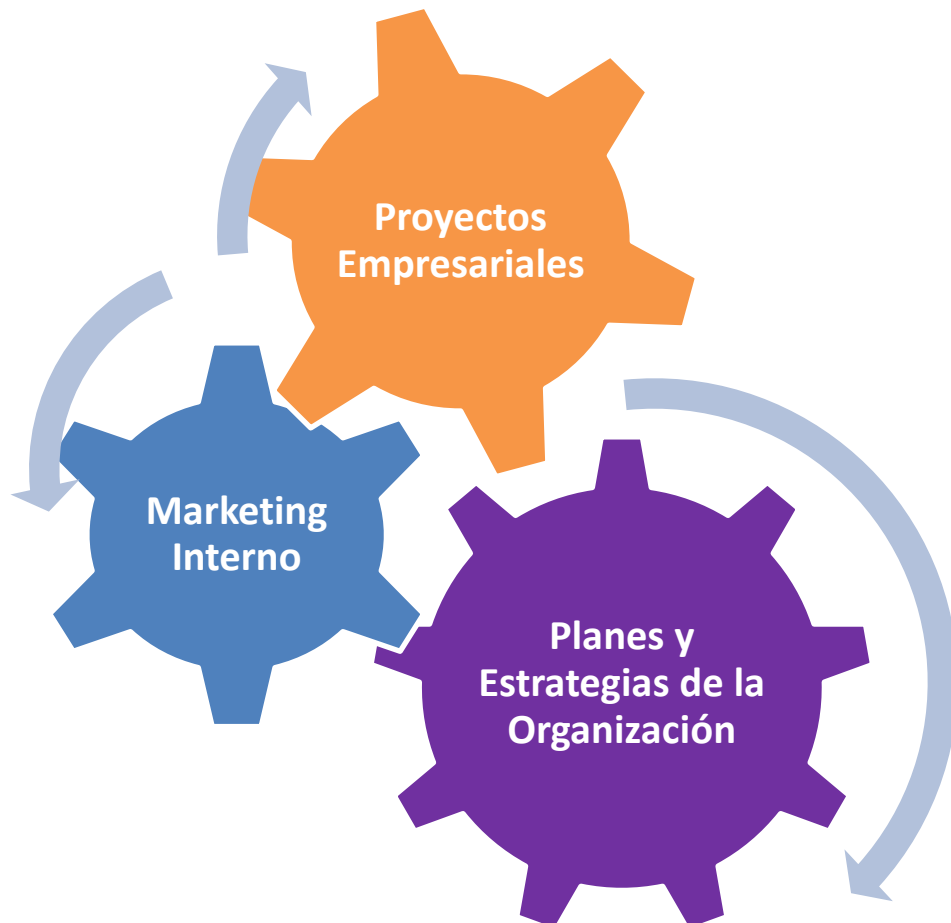 Proyectos
Empresariales
Marketing
Interno
Planes y
Estrategias de la
Organización